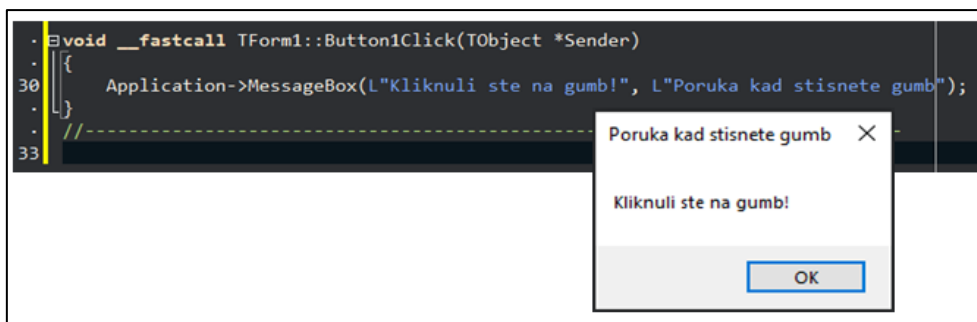 void __fastcall TForm1::Button1Click(TObject *Sender)
{
30 Application->MessageBox(L"Kliknuli ste na gumb!", L"Poruka kad stisnete gumb");
}
//---------------------------------------------------------------------------
33
Poruka kad stisnete gumb
Kliknuli ste na gumb!
OK